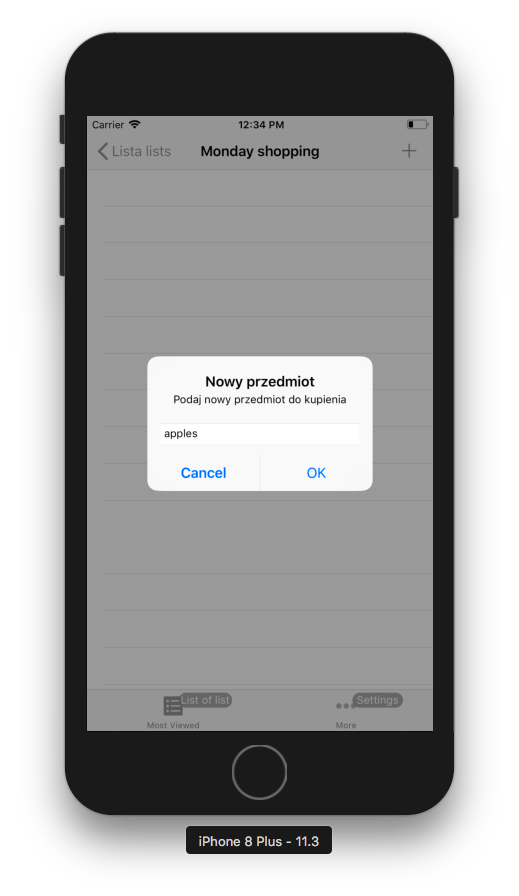 Carrier 12:34 PM
Lista lists Monday shopping +
Nowy przedmiot
Podaj nowy przedmiot do kupienia
apples
Cancel OK
List of list Settings
Most Viewed More
iPhone 8 Plus - 11.3